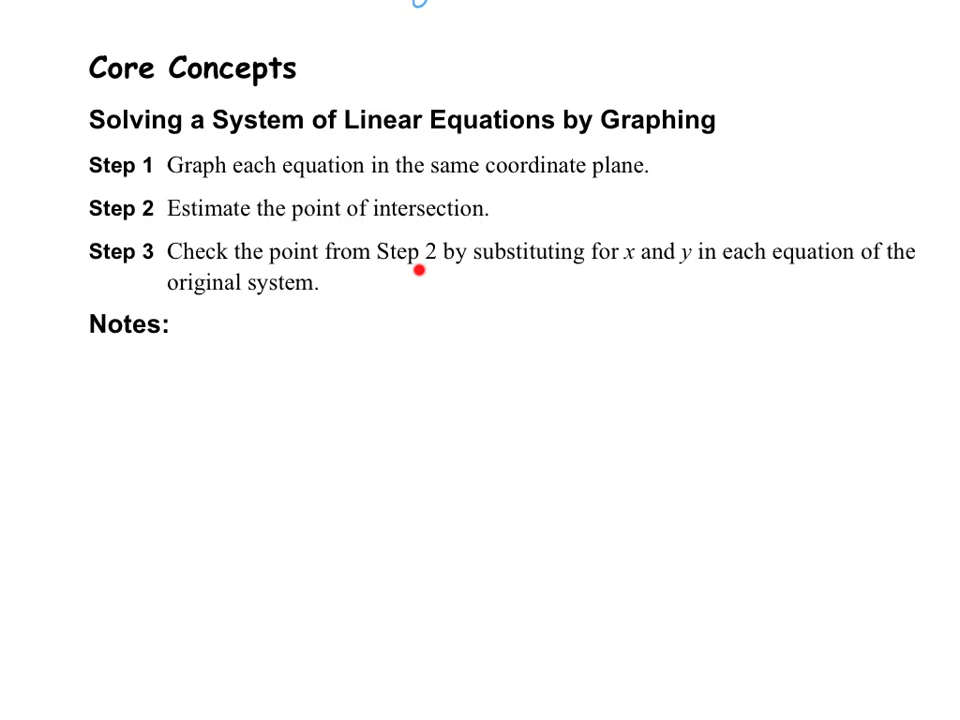 Core Concepts
Solving a System of Linear Equations by Graphing
Step 1 Graph each equation in the same coordinate plane.
Step 2 Estimate the point of intersection.
Step 3 Check the point from Step 2 by substituting for x and y in each equation of the
original system.
Notes: